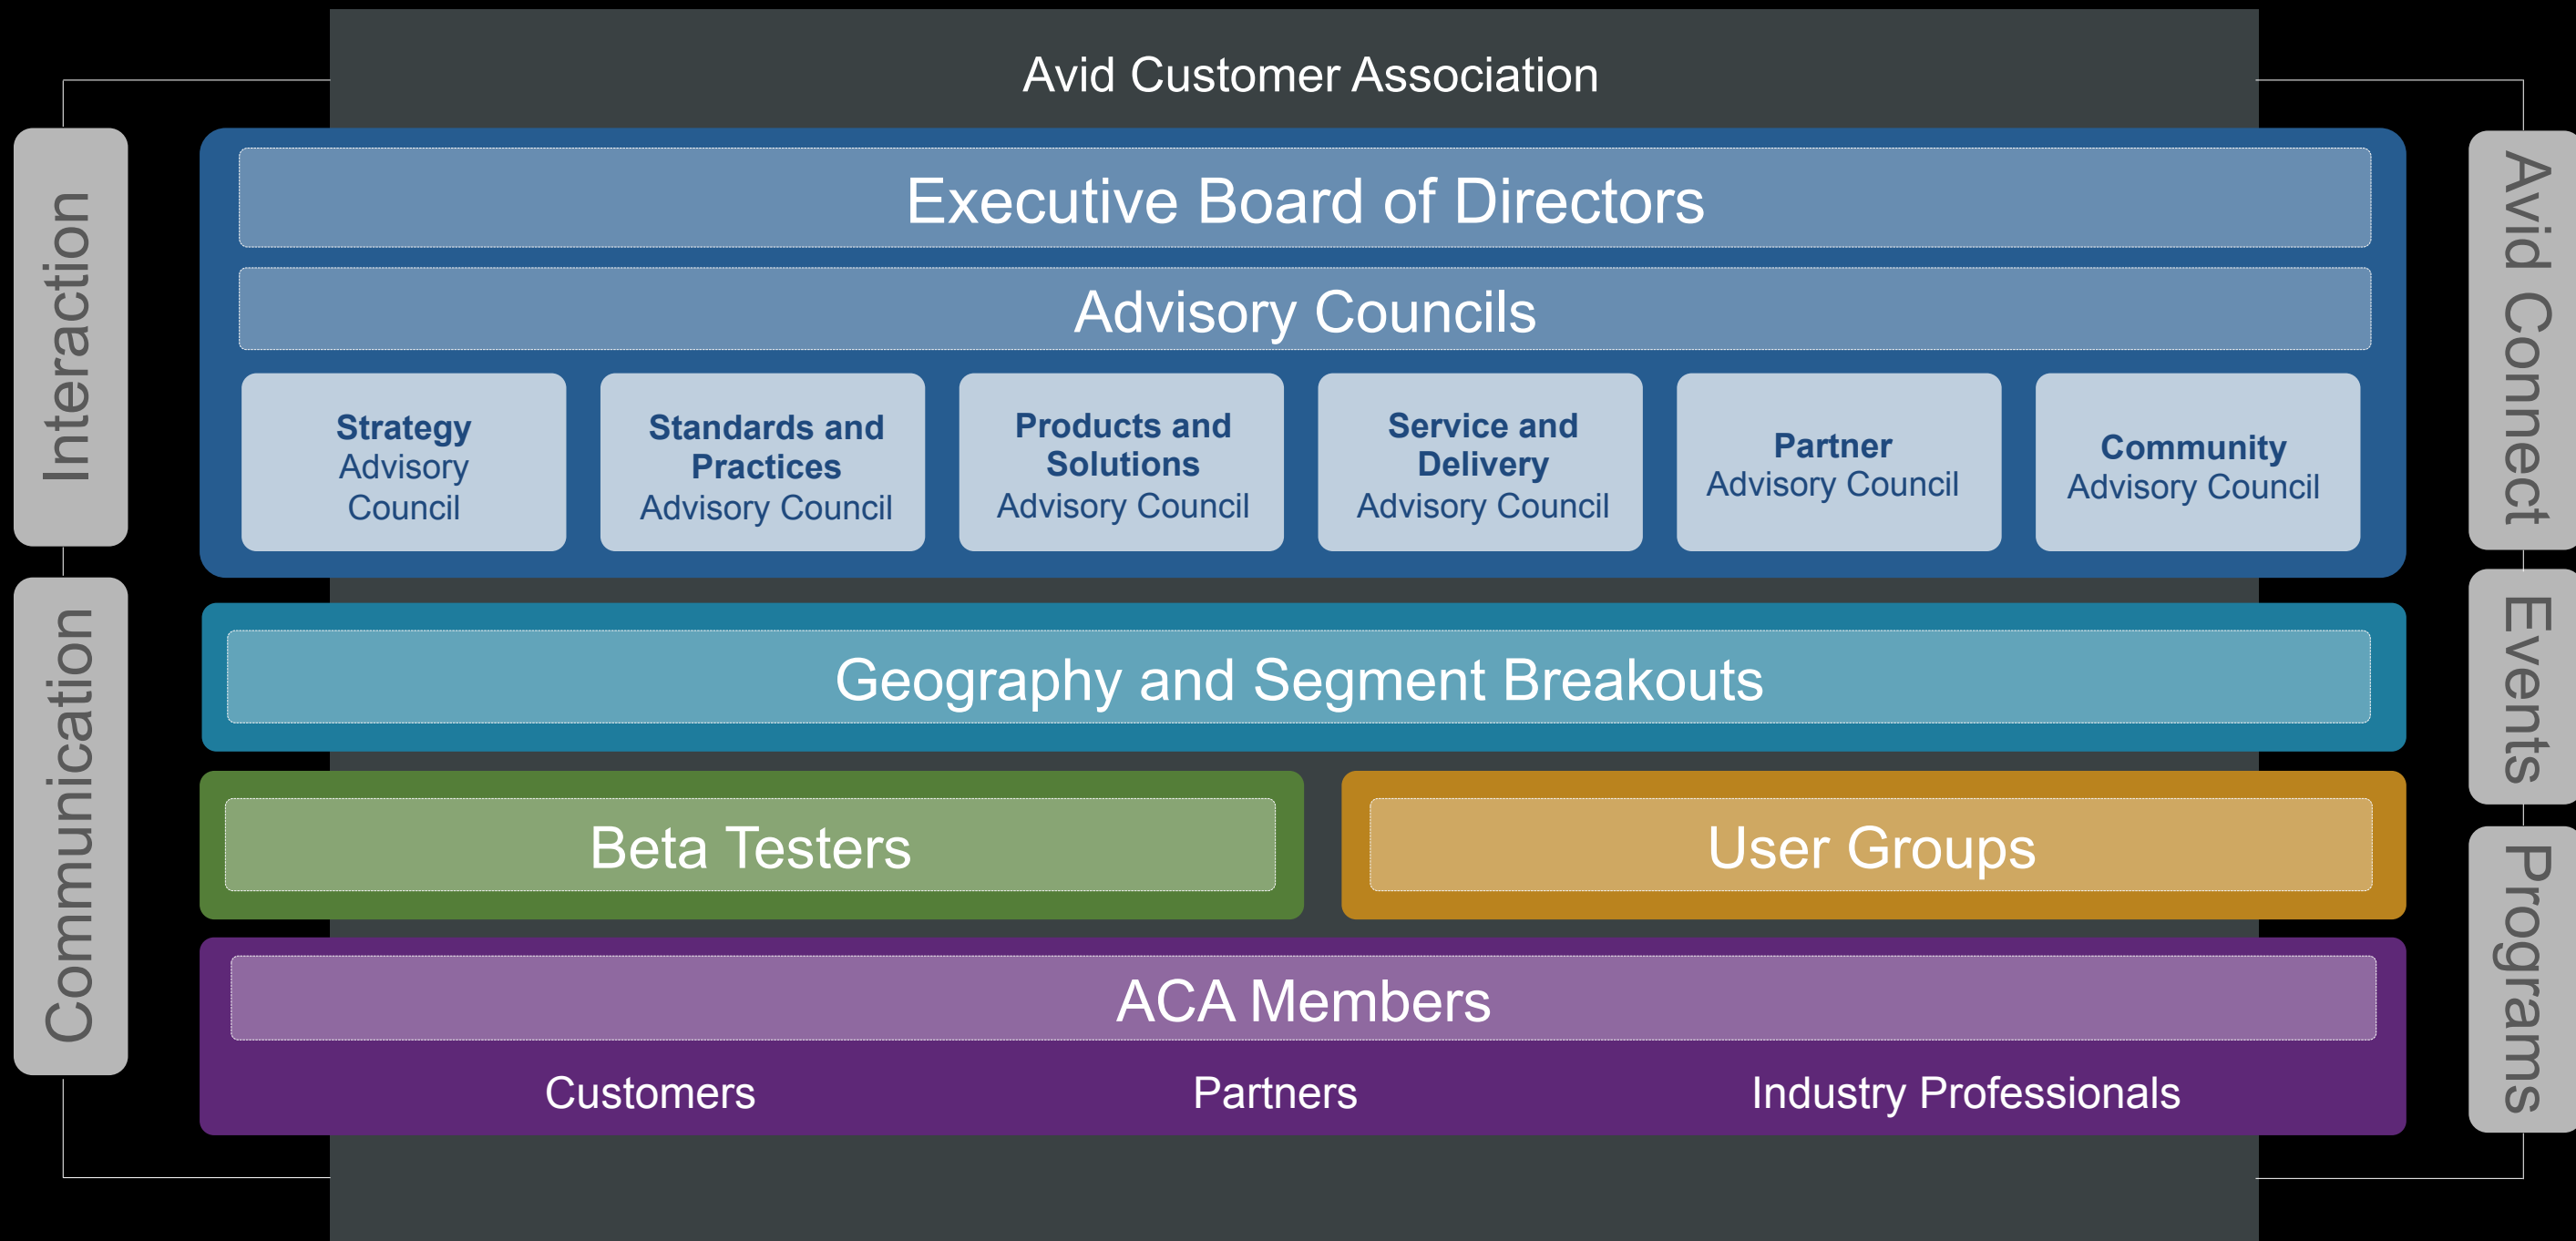 Avid Customer Association
Interaction
Communication
Executive Board of Directors
Advisory Councils
Strategy
Advisory
Council
Standards and
Practices
Advisory Council
Products and
Solutions
Advisory Council
Service and
Delivery
Advisory Council
Partner
Advisory Council
Community
Advisory Council
Geography and Segment Breakouts
Beta Testers
User Groups
ACA Members
Customers
Partners
Industry Professionals
Avid Connect
Events
Programs